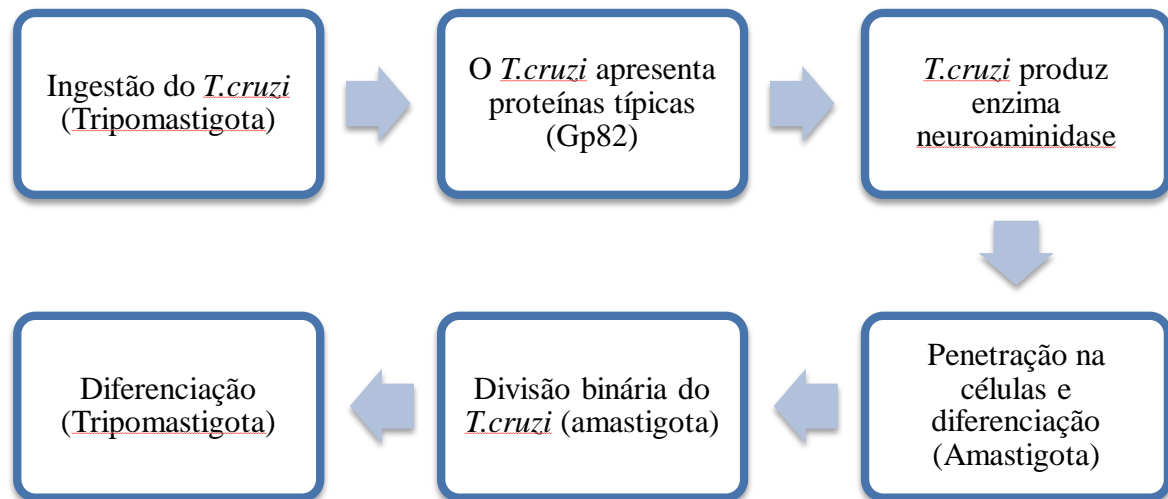 Ingestão do T.cruzi
(Tripomastigota)
O T.cruzi apresenta
proteínas típicas
(Gp82)
T.cruzi produz
enzima
neuroaminidase
Penetração na
células e
diferenciação
(Amastigota)
Divisão binária do
T.cruzi (amastigota)
Diferenciação
(Tripomastigota)